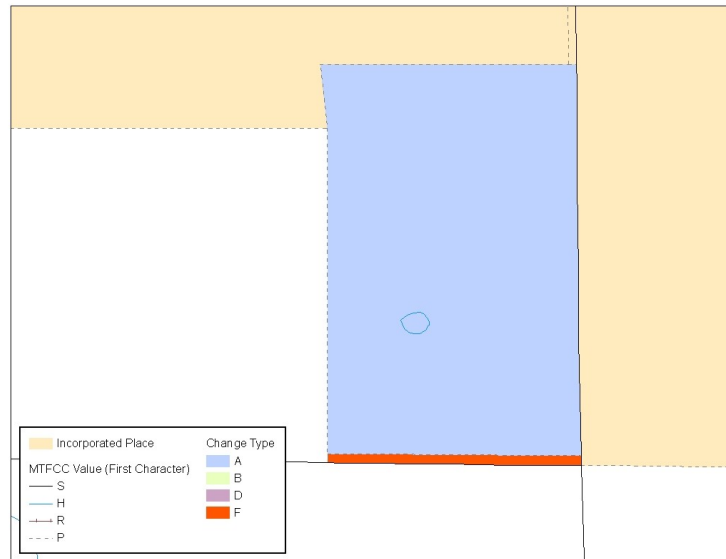 Incorporated Place
MTFCC Value (First Character)
S
H
R
P
Change Type
A
B
D
F